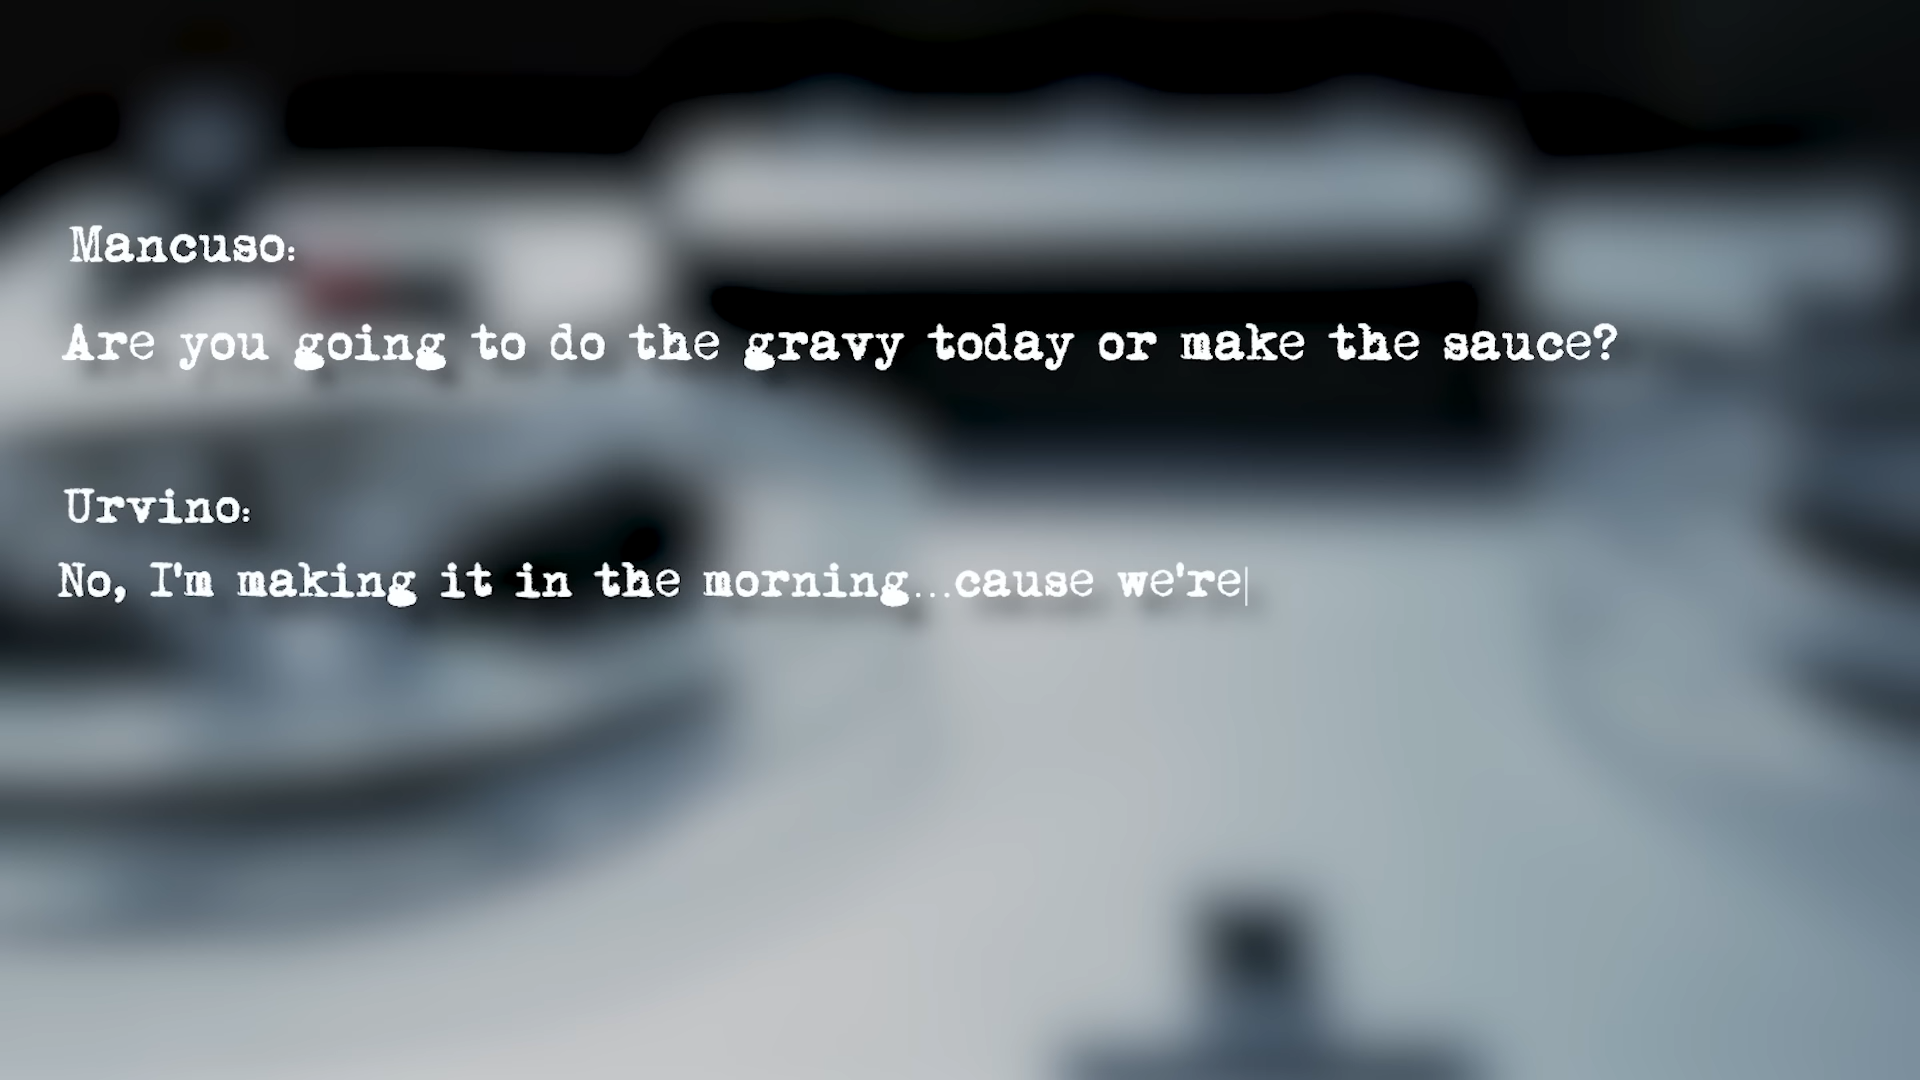 Mancuso:
Are you going to do the gravy today or make the sauce?
Urvino:
No, I'm making it in the morning...cause we're